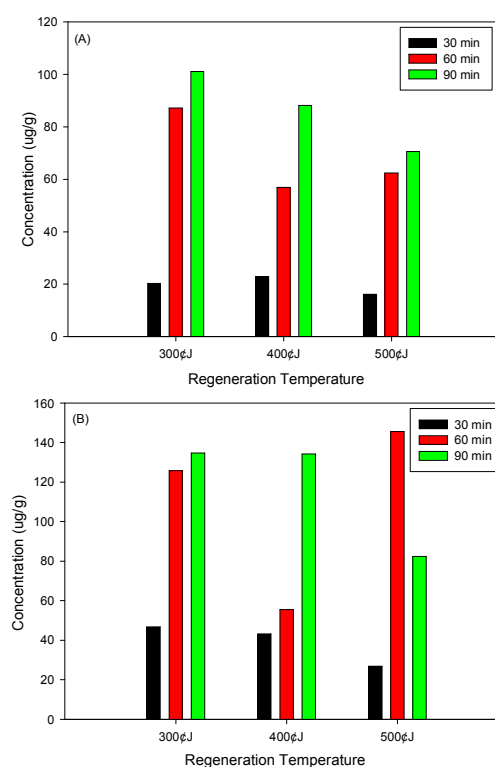 (A)
30 min
60 min
90 min
120
100
80
60
40
20
0
Concentration (ug/g)
300¢J 400¢J 500¢J
Regeneration Temperature
(B)
30 min
60 min
90 min
160
140
120
100
80
60
40
20
0
Concentration (ug/g)
300¢J 400¢J 500¢J
Regeneration Temperature